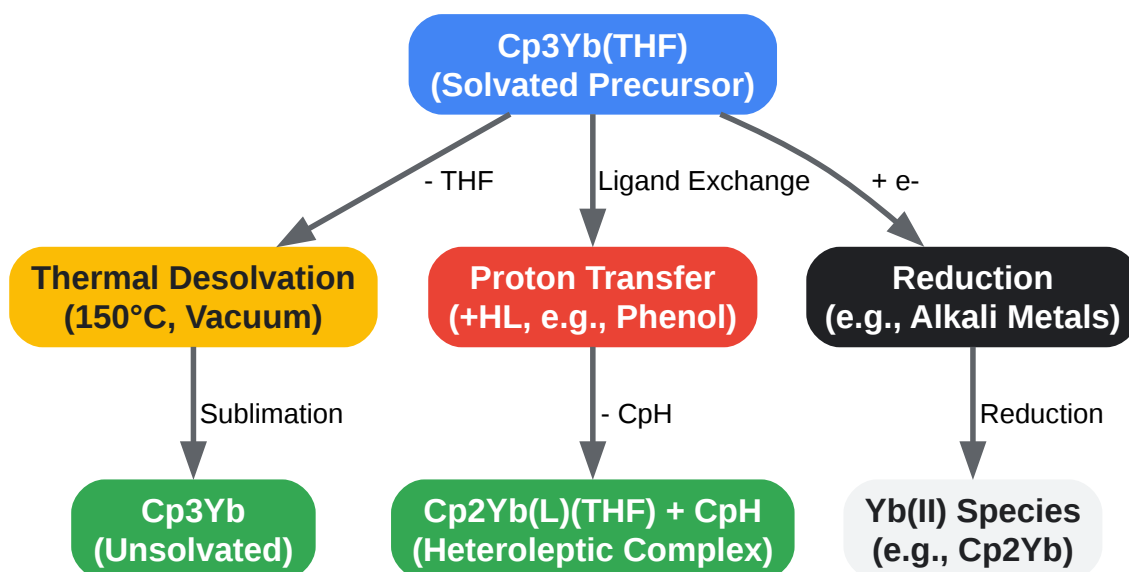 Cp3Yb(THF)
(Solvated Precursor)
- THF
Ligand Exchange
+ e-
Thermal Desolvation
(150°C, Vacuum)
Proton Transfer
(+HL, e.g., Phenol)
Reduction
(e.g., Alkali Metals)
Sublimation
- CpH
Reduction
Cp3Yb
(Unsolvated)
Cp2Yb(L)(THF) + CpH
(Heteroleptic Complex)
Yb(II) Species
(e.g., Cp2Yb)